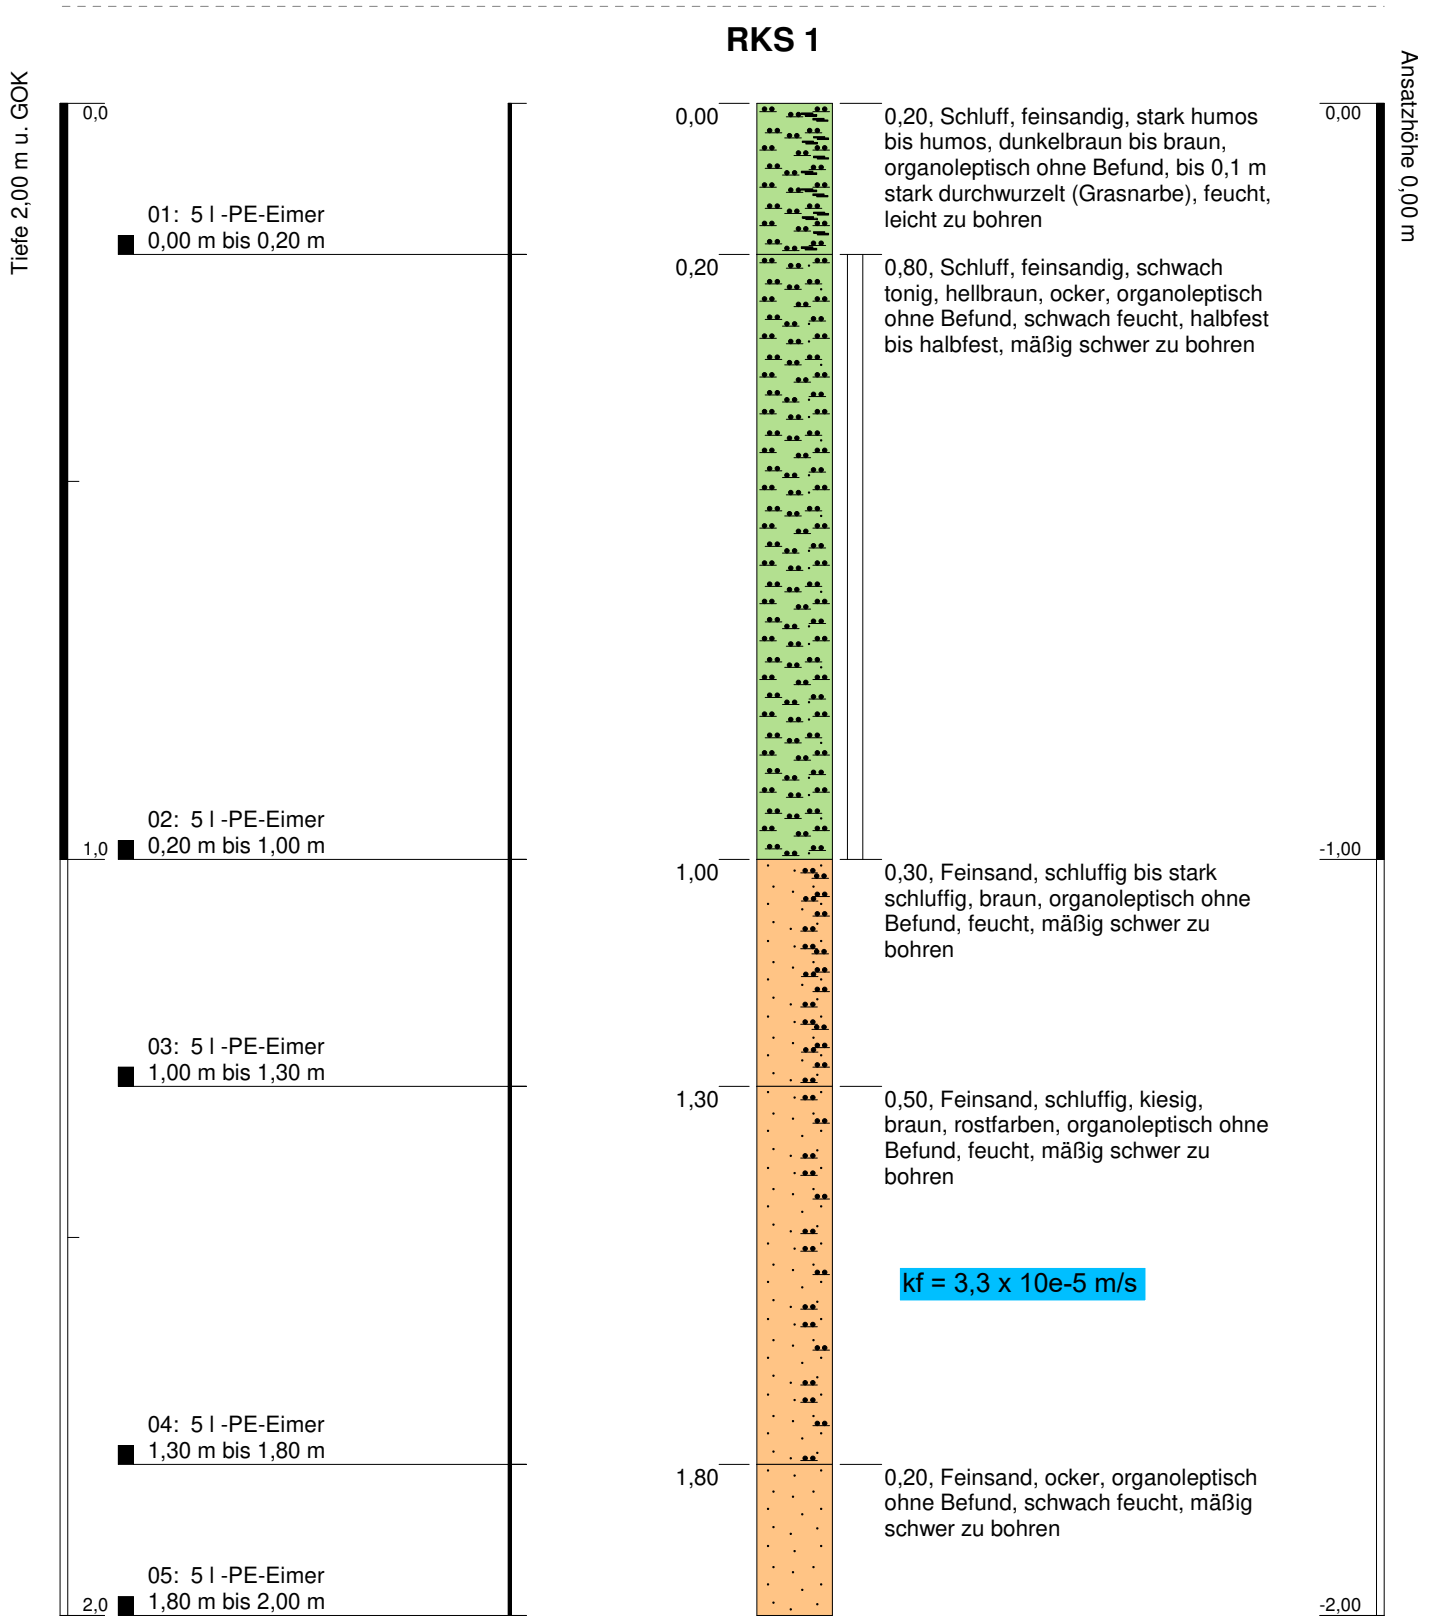 RKS 1
Tiefe 2,00 m u. GOK
Ansatzhöhe 0,00 m
0,0
0,00
0,20, Schluff, feinsandig, stark humos
bis humos, dunkelbraun bis braun,
organoleptisch ohne Befund, bis 0,1 m
stark durchwurzelt (Grasnarbe), feucht,
leicht zu bohren
0,00
01: 5 l -PE-Eimer
0,00 m bis 0,20 m
0,20
0,80, Schluff, feinsandig, schwach
tonig, hellbraun, ocker, organoleptisch
ohne Befund, schwach feucht, halbfest
bis halbfest, mäßig schwer zu bohren
02: 5 l -PE-Eimer
0,20 m bis 1,00 m
1,0
-1,00
1,00
0,30, Feinsand, schluffig bis stark
schluffig, braun, organoleptisch ohne
Befund, feucht, mäßig schwer zu
bohren
03: 5 l -PE-Eimer
1,00 m bis 1,30 m
1,30
0,50, Feinsand, schluffig, kiesig,
braun, rostfarben, organoleptisch ohne
Befund, feucht, mäßig schwer zu
bohren
kf = 3,3 x 10e-5 m/s
04: 5 l -PE-Eimer
1,30 m bis 1,80 m
1,80
0,20, Feinsand, ocker, organoleptisch
ohne Befund, schwach feucht, mäßig
schwer zu bohren
05: 5 l -PE-Eimer
1,80 m bis 2,00 m
2,0
-2,00